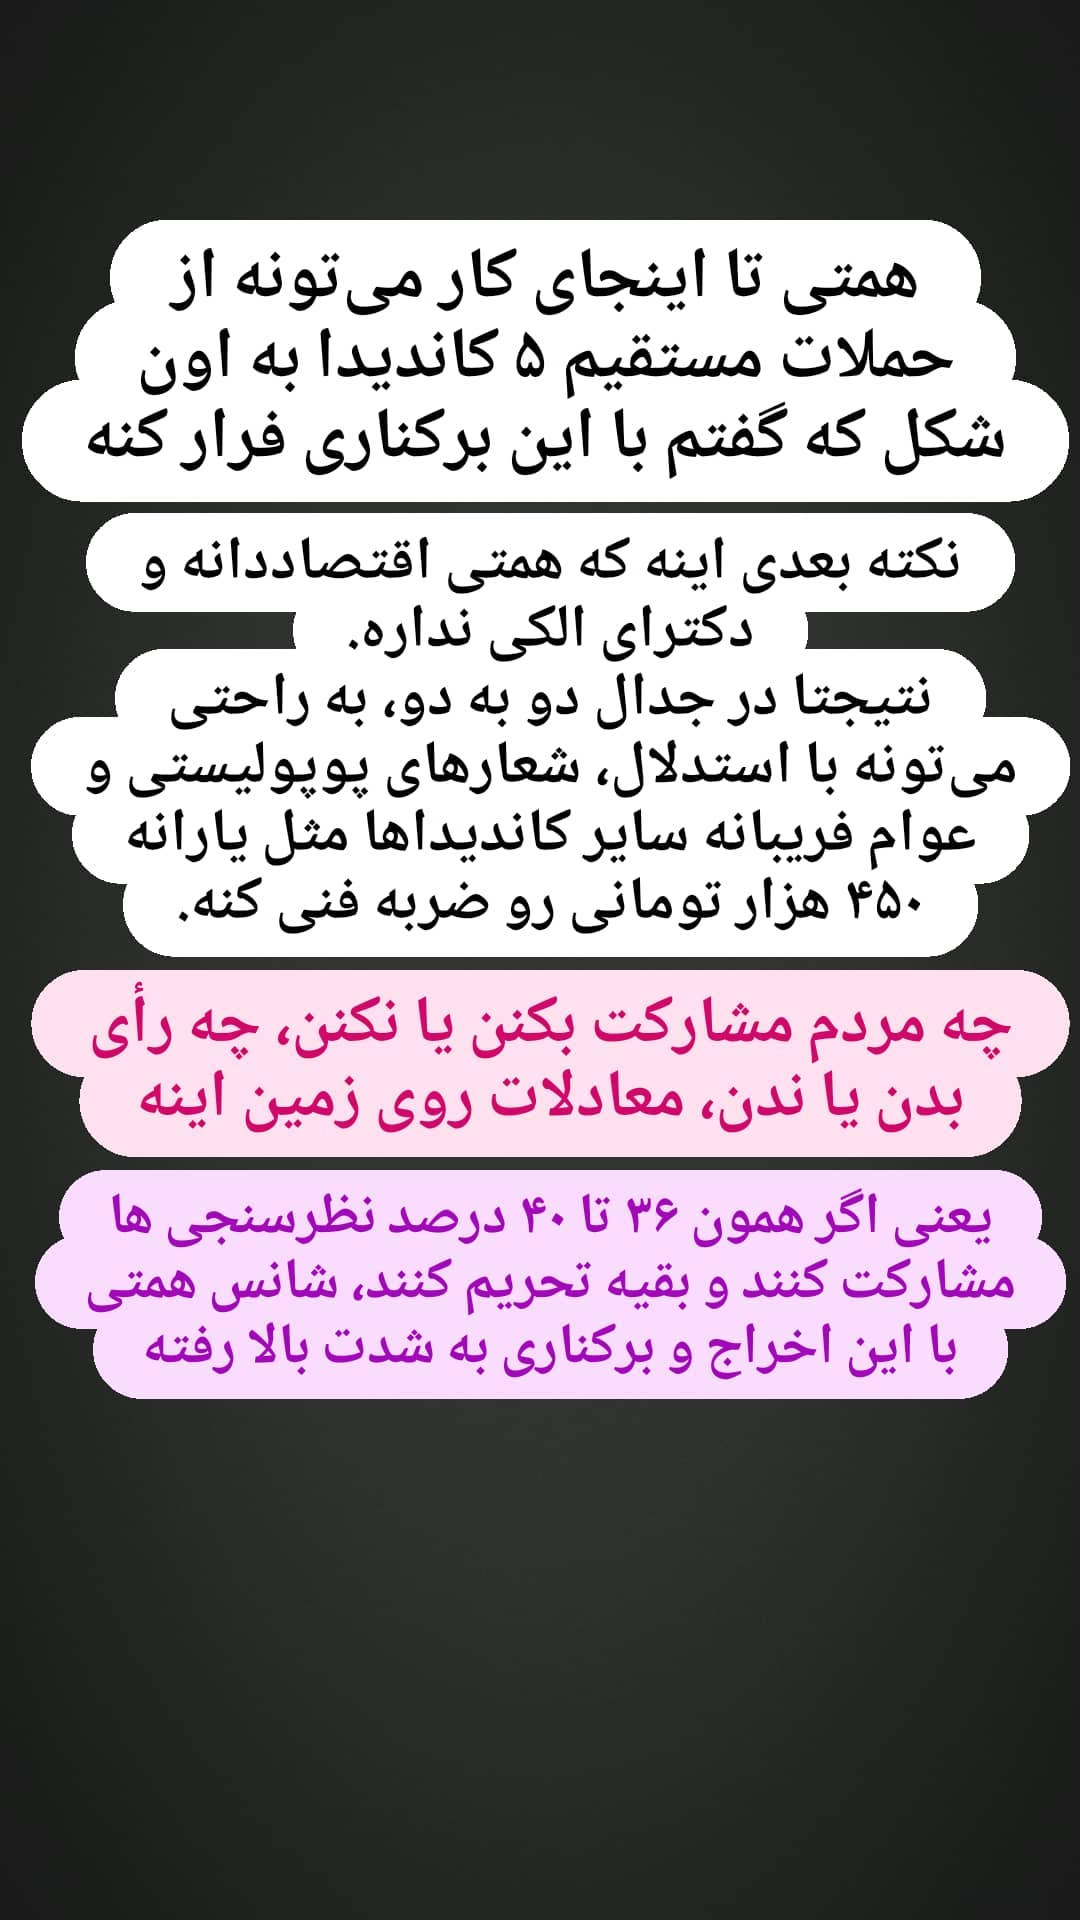 همتی تا اینجای کار می‌تونه از
حملات مستقیم ۵ کاندیدا به اون
شکل که گفتم با این برکناری فرار کنه
نکته بعدی اینه که همتی اقتصاددانه و
دکترای الکی نداره.
نتیجتا در جدال دو به دو، به راحتی
می‌تونه با استدلال، شعارهای پوپولیستی و
عوام فریبانه سایر کاندیداها مثل یارانه
۴۵۰ هزار تومانی رو ضربه فنی کنه.
چه مردم مشارکت بکنن یا نکنن، چه رأی
بدن یا ندن، معادلات روی زمین اینه
یعنی اگر همون ۳۶ تا ۴۰ درصد نظرسنجی ها
مشارکت کنند و بقیه تحریم کنند، شانس همتی
با این اخراج و برکناری به شدت بالا رفته